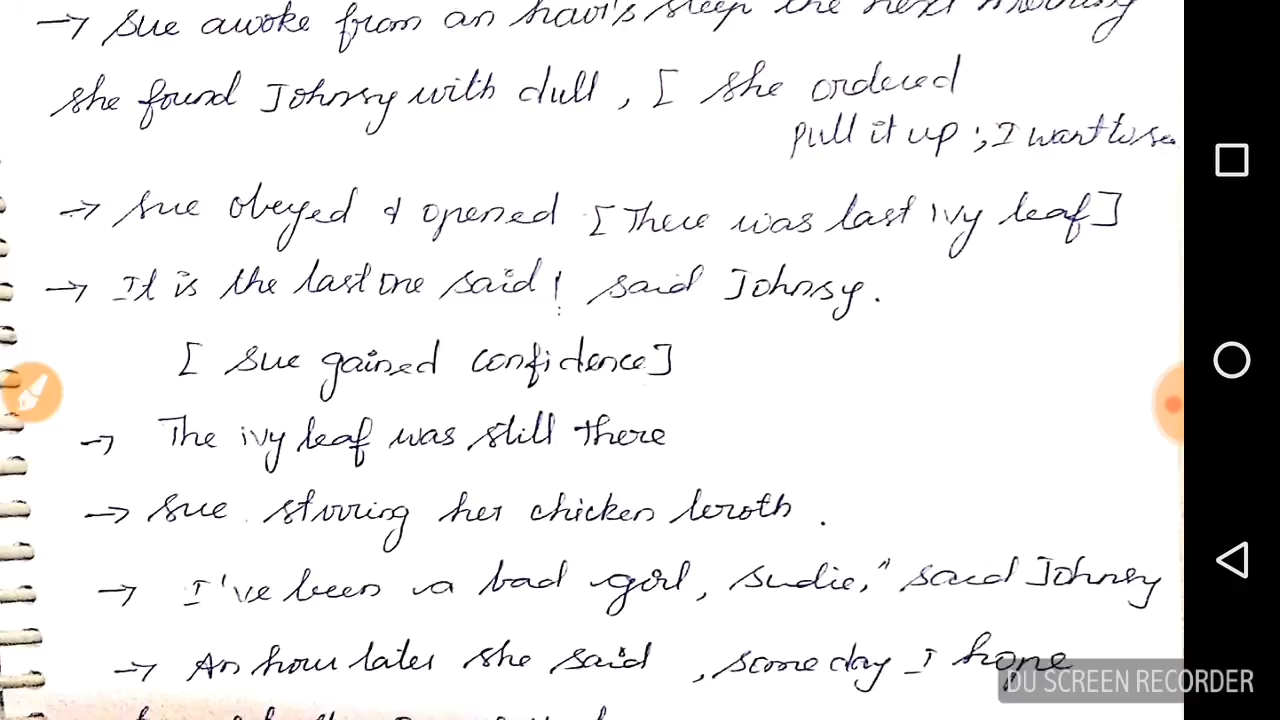 → Sue awoke from an hour's sleep the next morning
she found Johnsy with dull, [ she ordered
pull it up ; I want to se
→ Sue obeyed & opened [There was last ivy leaf]
→ It is the last one said! said Johnsy.
[ Sue gained confidence]
→ The ivy leaf was still there
→ Sue stirring her chicken broth.
→ I've been a bad girl, Sudie," said Johnsy
→ An hour later she said, some day I hope
DU SCREEN RECORDER